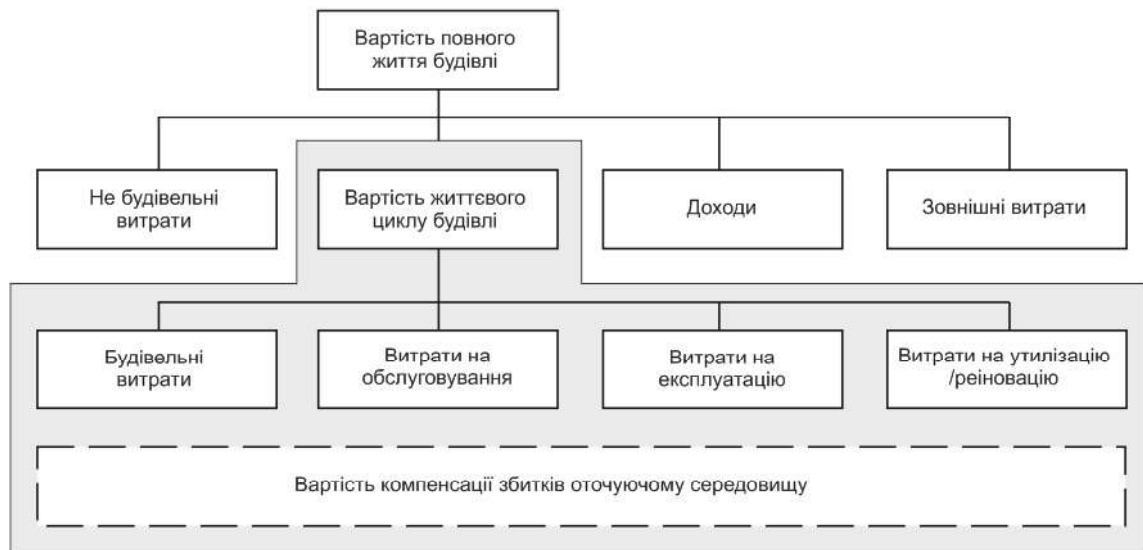 Вартість повного
життя будівлі
Не будівельні
витрати
Вартість життєвого
циклу будівлі
Доходи
Зовнішні витрати
Будівельні
витрати
Витрати на
обслуговування
Витрати на
експлуатацію
Витрати на утилізацію
/реіновацію
Вартість компенсації збитків оточуючому середовищу